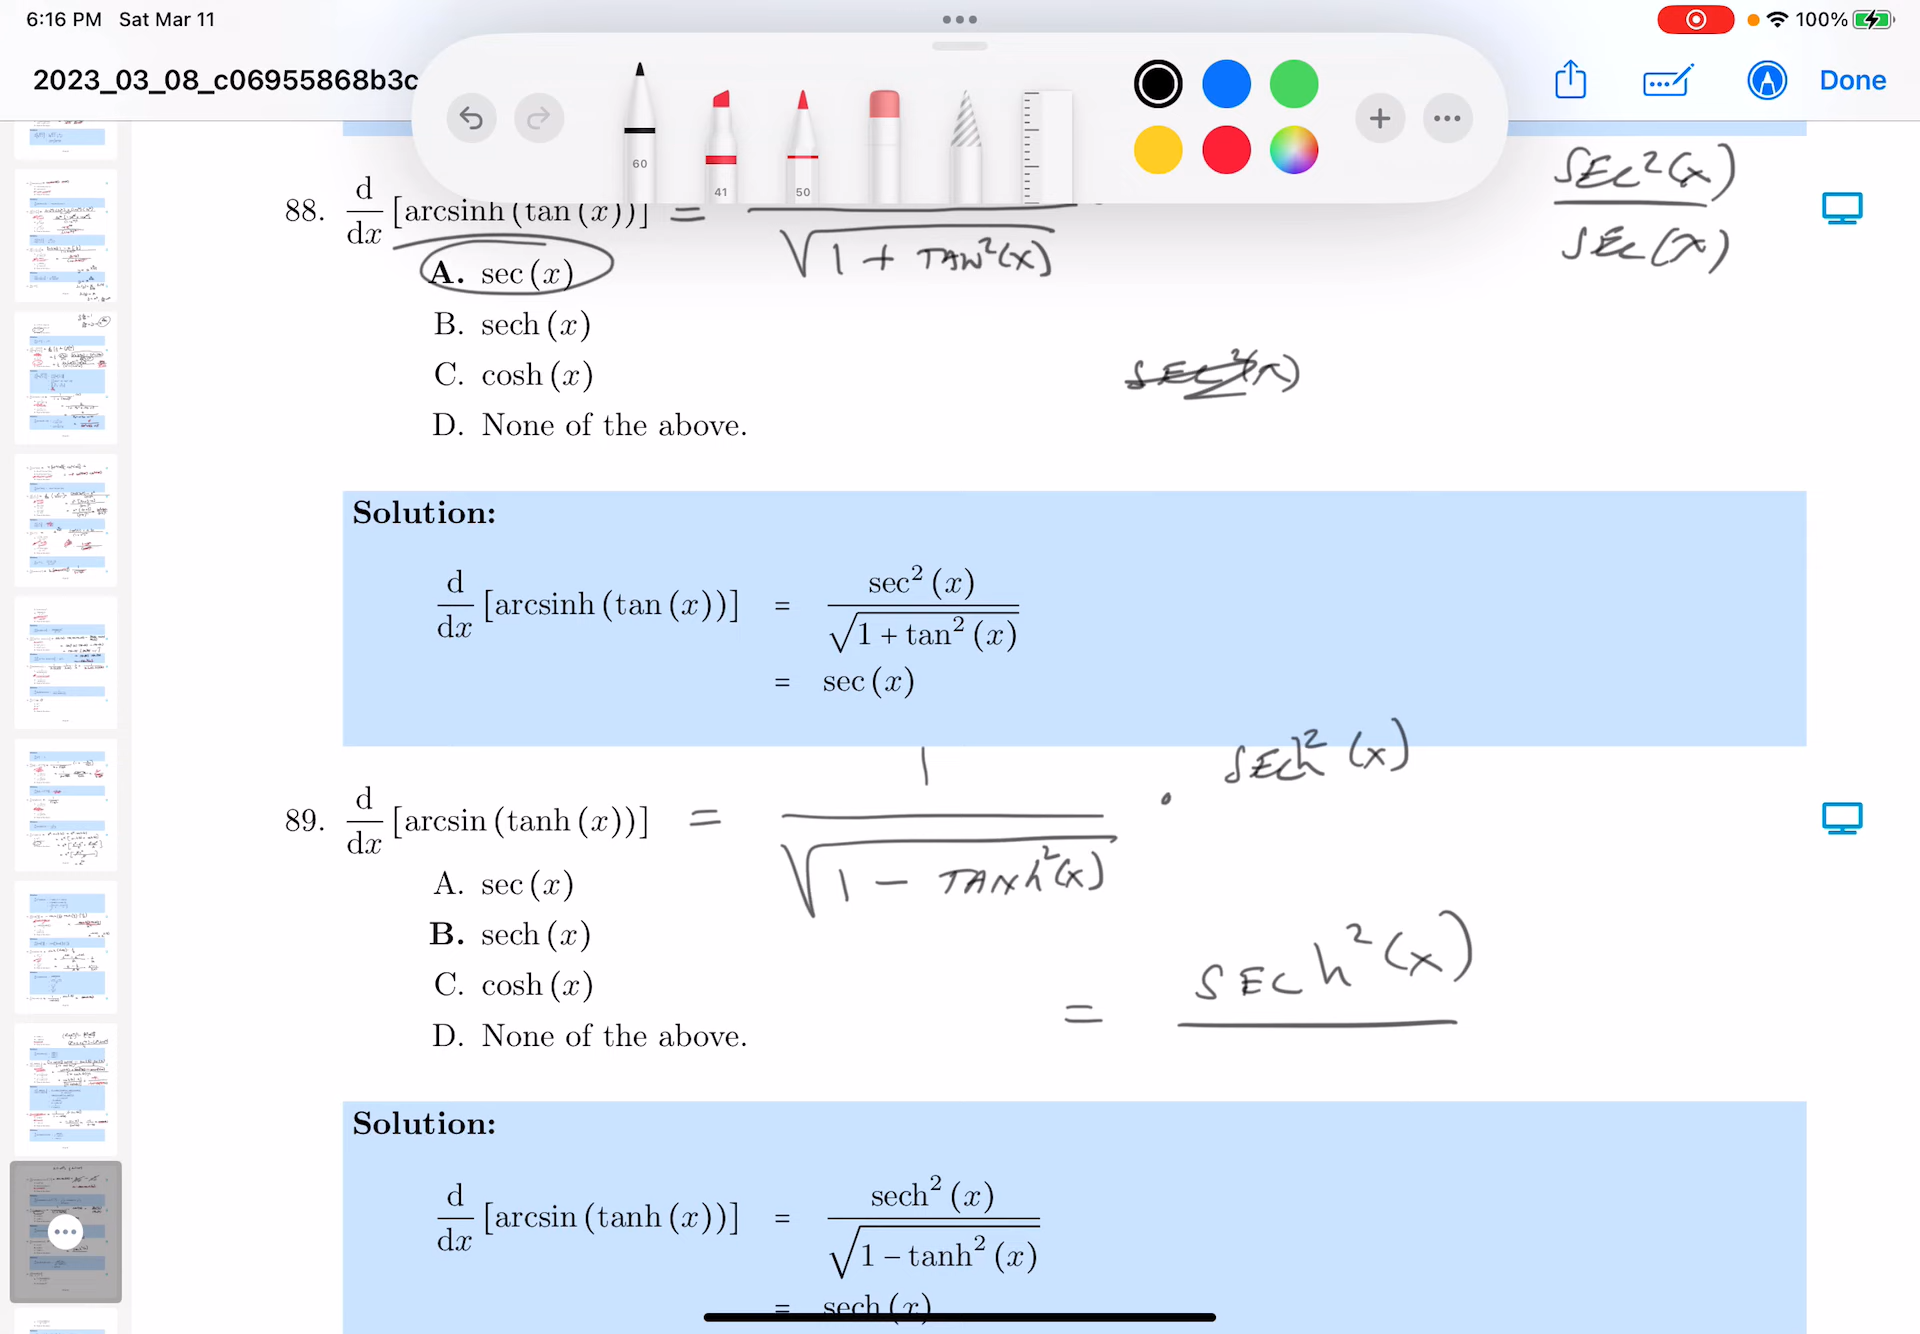 6:16 PM Sat Mar 11
100%
2023_03_08_c06955868b3c
Done
60
41
50
88. d/dx [arcsinh (tan (x))] = / √1 + TAN²(x)
SEC²(x) / SEC(x)
A. sec (x)
B. sech (x)
C. cosh (x)
SEC²(x)
D. None of the above.
Solution:
d/dx [arcsinh (tan (x))] = sec² (x) / √1 + tan² (x)
= sec (x)
89. d/dx [arcsin (tanh (x))] = 1 / √1 − TANh²(x) · SECh² (x)
A. sec (x)
B. sech (x)
C. cosh (x)
= SECh²(x)
D. None of the above.
Solution:
d/dx [arcsin (tanh (x))] = sech² (x) / √1 − tanh² (x)
= sech (x)